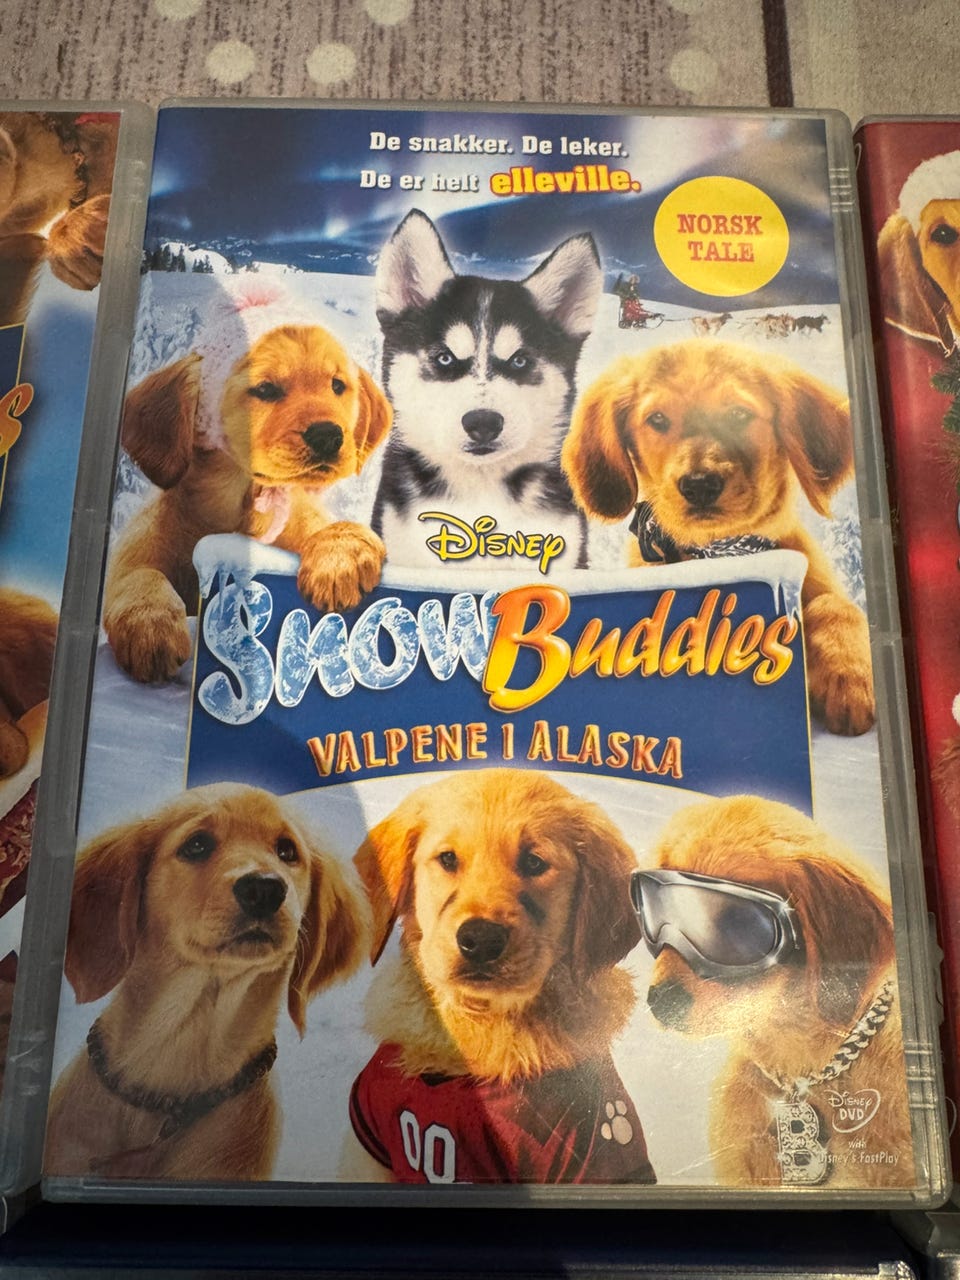 De snakker. De leker.
De er helt elleville.
NORSK
TALE
Disney
Snow Buddies
VALPENE I ALASKA
00
B
Disney
DVD
with
Disney's FastPlay
s